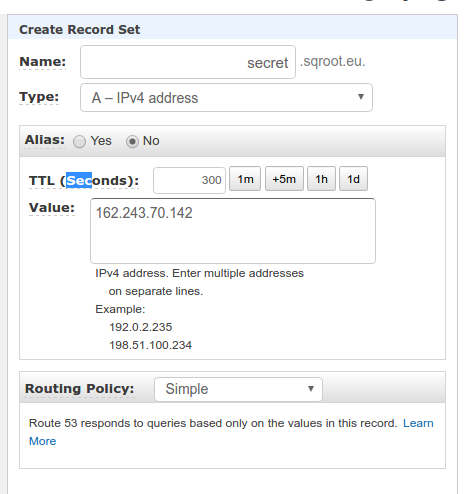 Create Record Set
Name: secret .sqroot.eu.
Type: A – IPv4 address
Alias: Yes No
TTL (Seconds): 300 1m +5m 1h 1d
Value: 162.243.70.142
IPv4 address. Enter multiple addresses
on separate lines.
Example:
192.0.2.235
198.51.100.234
Routing Policy: Simple
Route 53 responds to queries based only on the values in this record. Learn
More